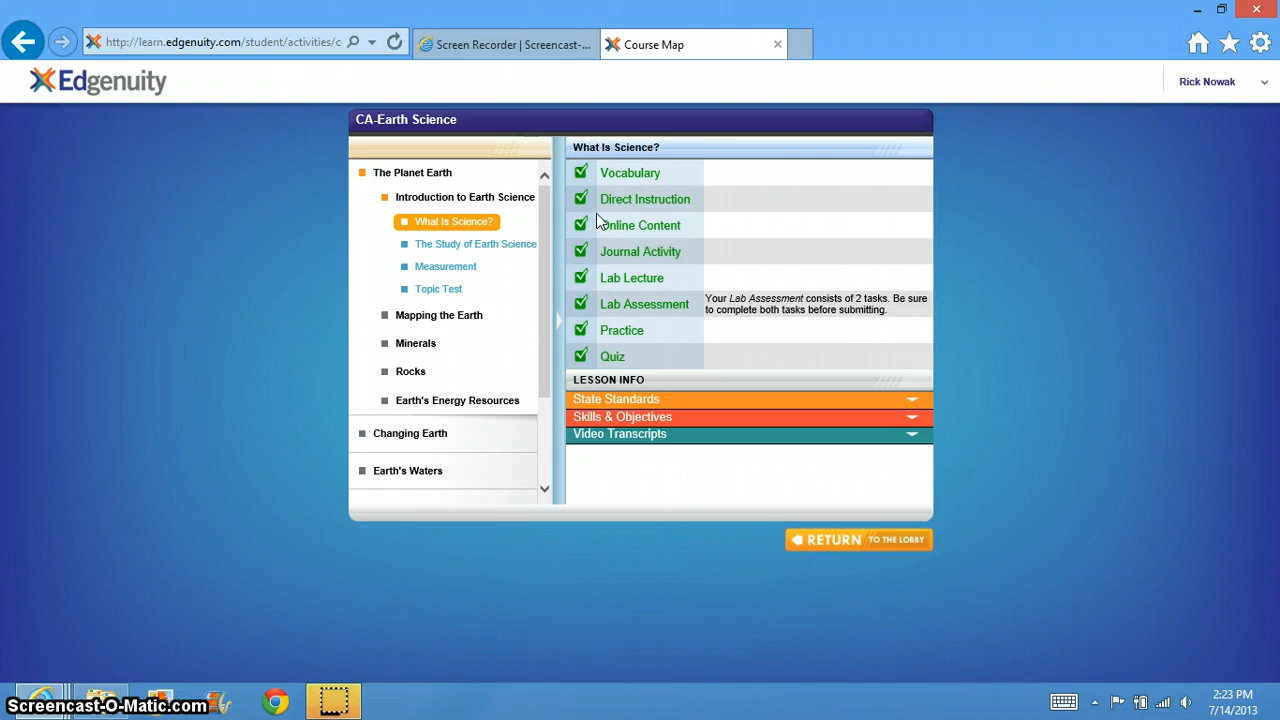 http://learn.edgenuity.com/student/activities/c
Screen Recorder | Screencast-...
Course Map
Edgenuity
Rick Nowak
CA-Earth Science
The Planet Earth
Introduction to Earth Science
What Is Science?
The Study of Earth Science
Measurement
Topic Test
Mapping the Earth
Minerals
Rocks
Earth's Energy Resources
Changing Earth
Earth's Waters
What Is Science?
Vocabulary
Direct Instruction
Online Content
Journal Activity
Lab Lecture
Lab Assessment
Your Lab Assessment consists of 2 tasks. Be sure
to complete both tasks before submitting.
Practice
Quiz
LESSON INFO
State Standards
Skills & Objectives
Video Transcripts
RETURN TO THE LOBBY
Screencast-O-Matic.com
2:23 PM
7/14/2013